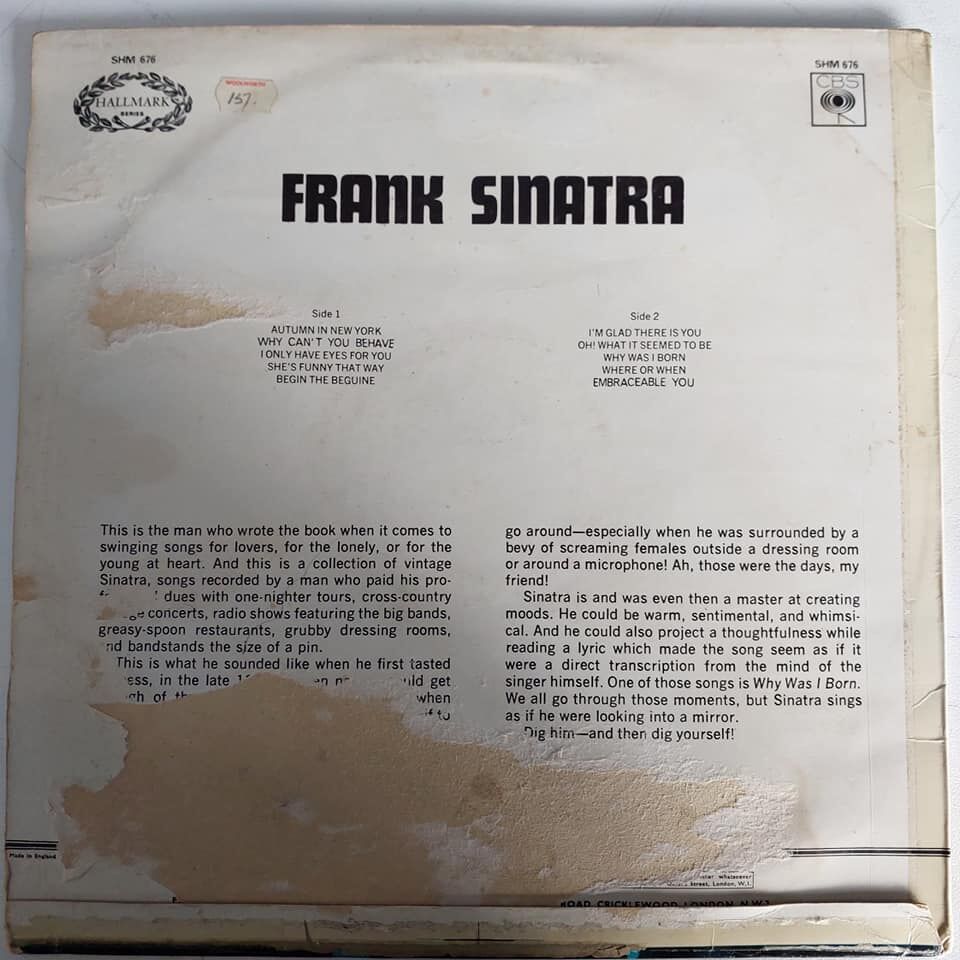 SHM 676
HALLMARK
SERIES
WOOLWORTH
157.
SHM 676
CBS
FRANK SINATRA
Side 1
AUTUMN IN NEW YORK
WHY CAN'T YOU BEHAVE
I ONLY HAVE EYES FOR YOU
SHE'S FUNNY THAT WAY
BEGIN THE BEGUINE
Side 2
I'M GLAD THERE IS YOU
OH! WHAT IT SEEMED TO BE
WHY WAS I BORN
WHERE OR WHEN
EMBRACEABLE YOU
This is the man who wrote the book when it comes to
swinging songs for lovers, for the lonely, or for the
young at heart. And this is a collection of vintage
Sinatra, songs recorded by a man who paid his pro-
dues with one-nighter tours, cross-country
concerts, radio shows featuring the big bands,
greasy-spoon restaurants, grubby dressing rooms,
and bandstands the size of a pin.
This is what he sounded like when he first tasted
in the late
get
of
when
to
go around—especially when he was surrounded by a
bevy of screaming females outside a dressing room
or around a microphone! Ah, those were the days, my
friend!
Sinatra is and was even then a master at creating
moods. He could be warm, sentimental, and whimsi-
cal. And he could also project a thoughtfulness while
reading a lyric which made the song seem as if it
were a direct transcription from the mind of the
singer himself. One of those songs is Why Was I Born.
We all go through those moments, but Sinatra sings
as if he were looking into a mirror.
Dig him—and then dig yourself!
Made in England
whatsoever
Street, London, W.1.
ROAD CRICKLEWOOD LONDON N.W.2